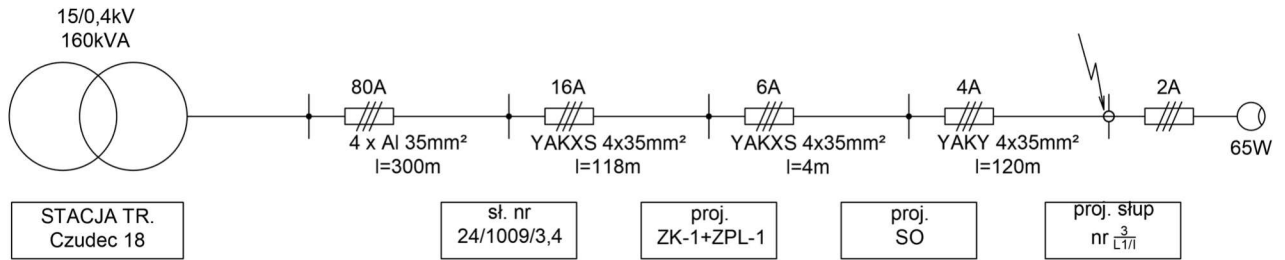 15/0,4kV
160kVA
80A
16A
6A
4A
2A
4 x Al 35mm²
l=300m
YAKXS 4x35mm²
l=118m
YAKXS 4x35mm²
l=4m
YAKY 4x35mm²
l=120m
65W
STACJA TR.
Czudec 18
sł. nr
24/1009/3,4
proj.
ZK-1+ZPL-1
proj.
SO
proj. słup
nr 3/L1/I